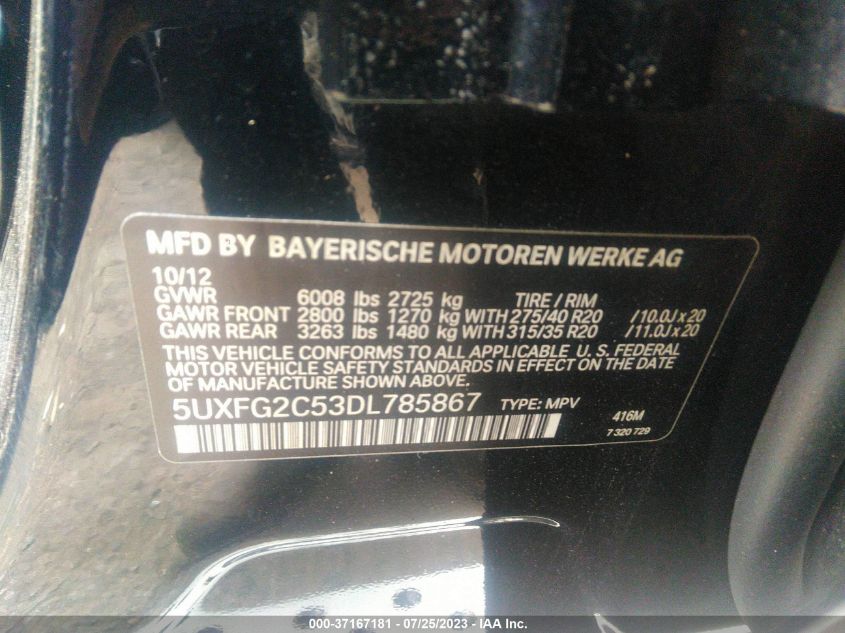 MFD BY BAYERISCHE MOTOREN WERKE AG
10/12
GVWR 6008 lbs 2725 kg TIRE / RIM
GAWR FRONT 2800 lbs 1270 kg WITH 275/40 R20 /10.0J x 20
GAWR REAR 3263 lbs 1480 kg WITH 315/35 R20 /11.0J x 20
THIS VEHICLE CONFORMS TO ALL APPLICABLE U. S. FEDERAL
MOTOR VEHICLE SAFETY STANDARDS IN EFFECT ON THE DATE
OF MANUFACTURE SHOWN ABOVE.
5UXFG2C53DL785867 TYPE: MPV 416M
7 320 729
000-37167181 - 07/25/2023 - IAA Inc.